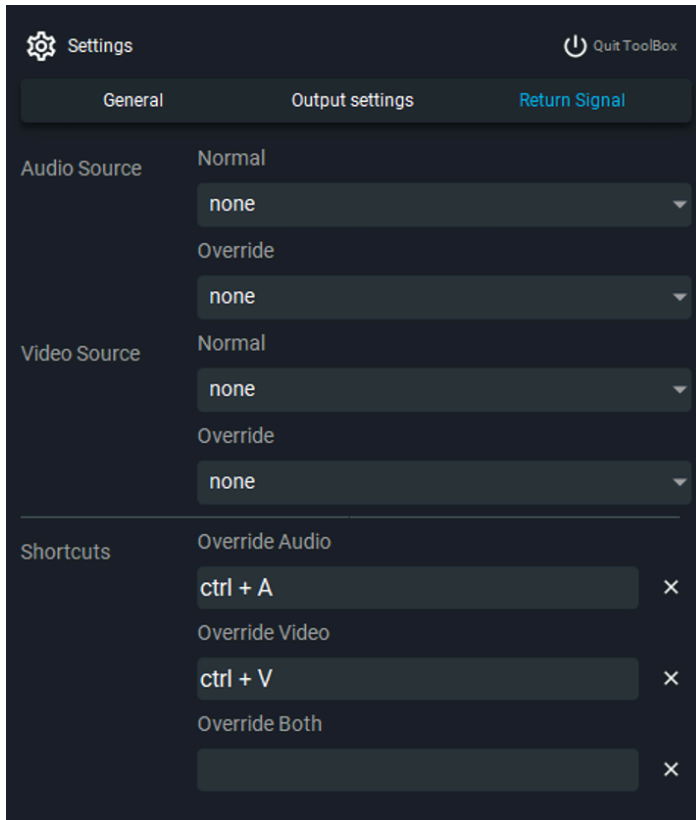 Settings
Quit ToolBox
General Output settings Return Signal
Audio Source
Normal
none
Override
none
Video Source
Normal
none
Override
none
Shortcuts
Override Audio
ctrl + A
Override Video
ctrl + V
Override Both